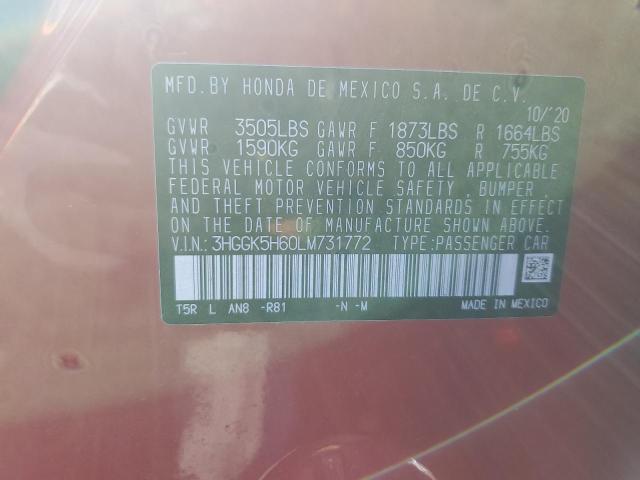 MFD.BY HONDA DE MEXICO S.A. DE C.V.
10/'20
GVWR 3505LBS GAWR F 1873LBS R 1664LBS
GVWR 1590KG GAWR F 850KG R 755KG
THIS VEHICLE CONFORMS TO ALL APPLICABLE
FEDERAL MOTOR VEHICLE SAFETY, BUMPER,
AND THEFT PREVENTION STANDARDS IN EFFECT
ON THE DATE OF MANUFACTURE SHOWN ABOVE.
V.I.N.: 3HGGK5H60LM731772 TYPE:PASSENGER CAR
T5R L AN8 -R81 -N -M MADE IN MEXICO